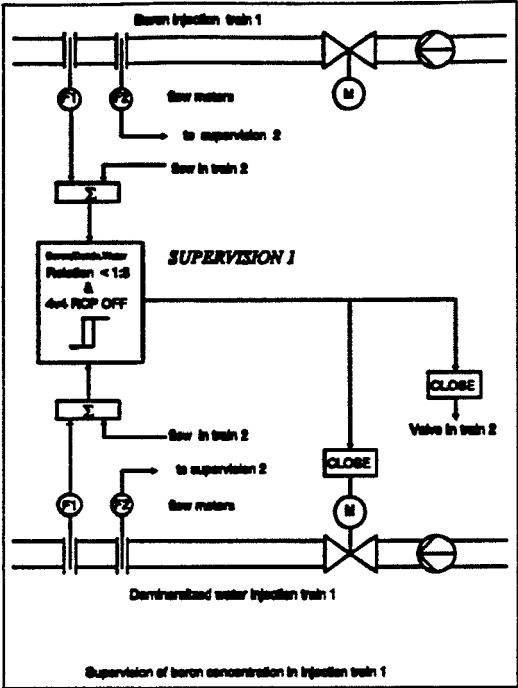 Boron injection train 1
F1
F2
flow meters
M
to supervision 2
flow in train 2
Σ
SUPERVISION 1
Relation < 1:8
&
4v4 RCP OFF
CLOSE
Valve in train 2
Σ
flow in train 2
to supervision 2
CLOSE
F1
F2
flow meters
M
Demineralized water injection train 1
Supervision of boron concentration in injection train 1